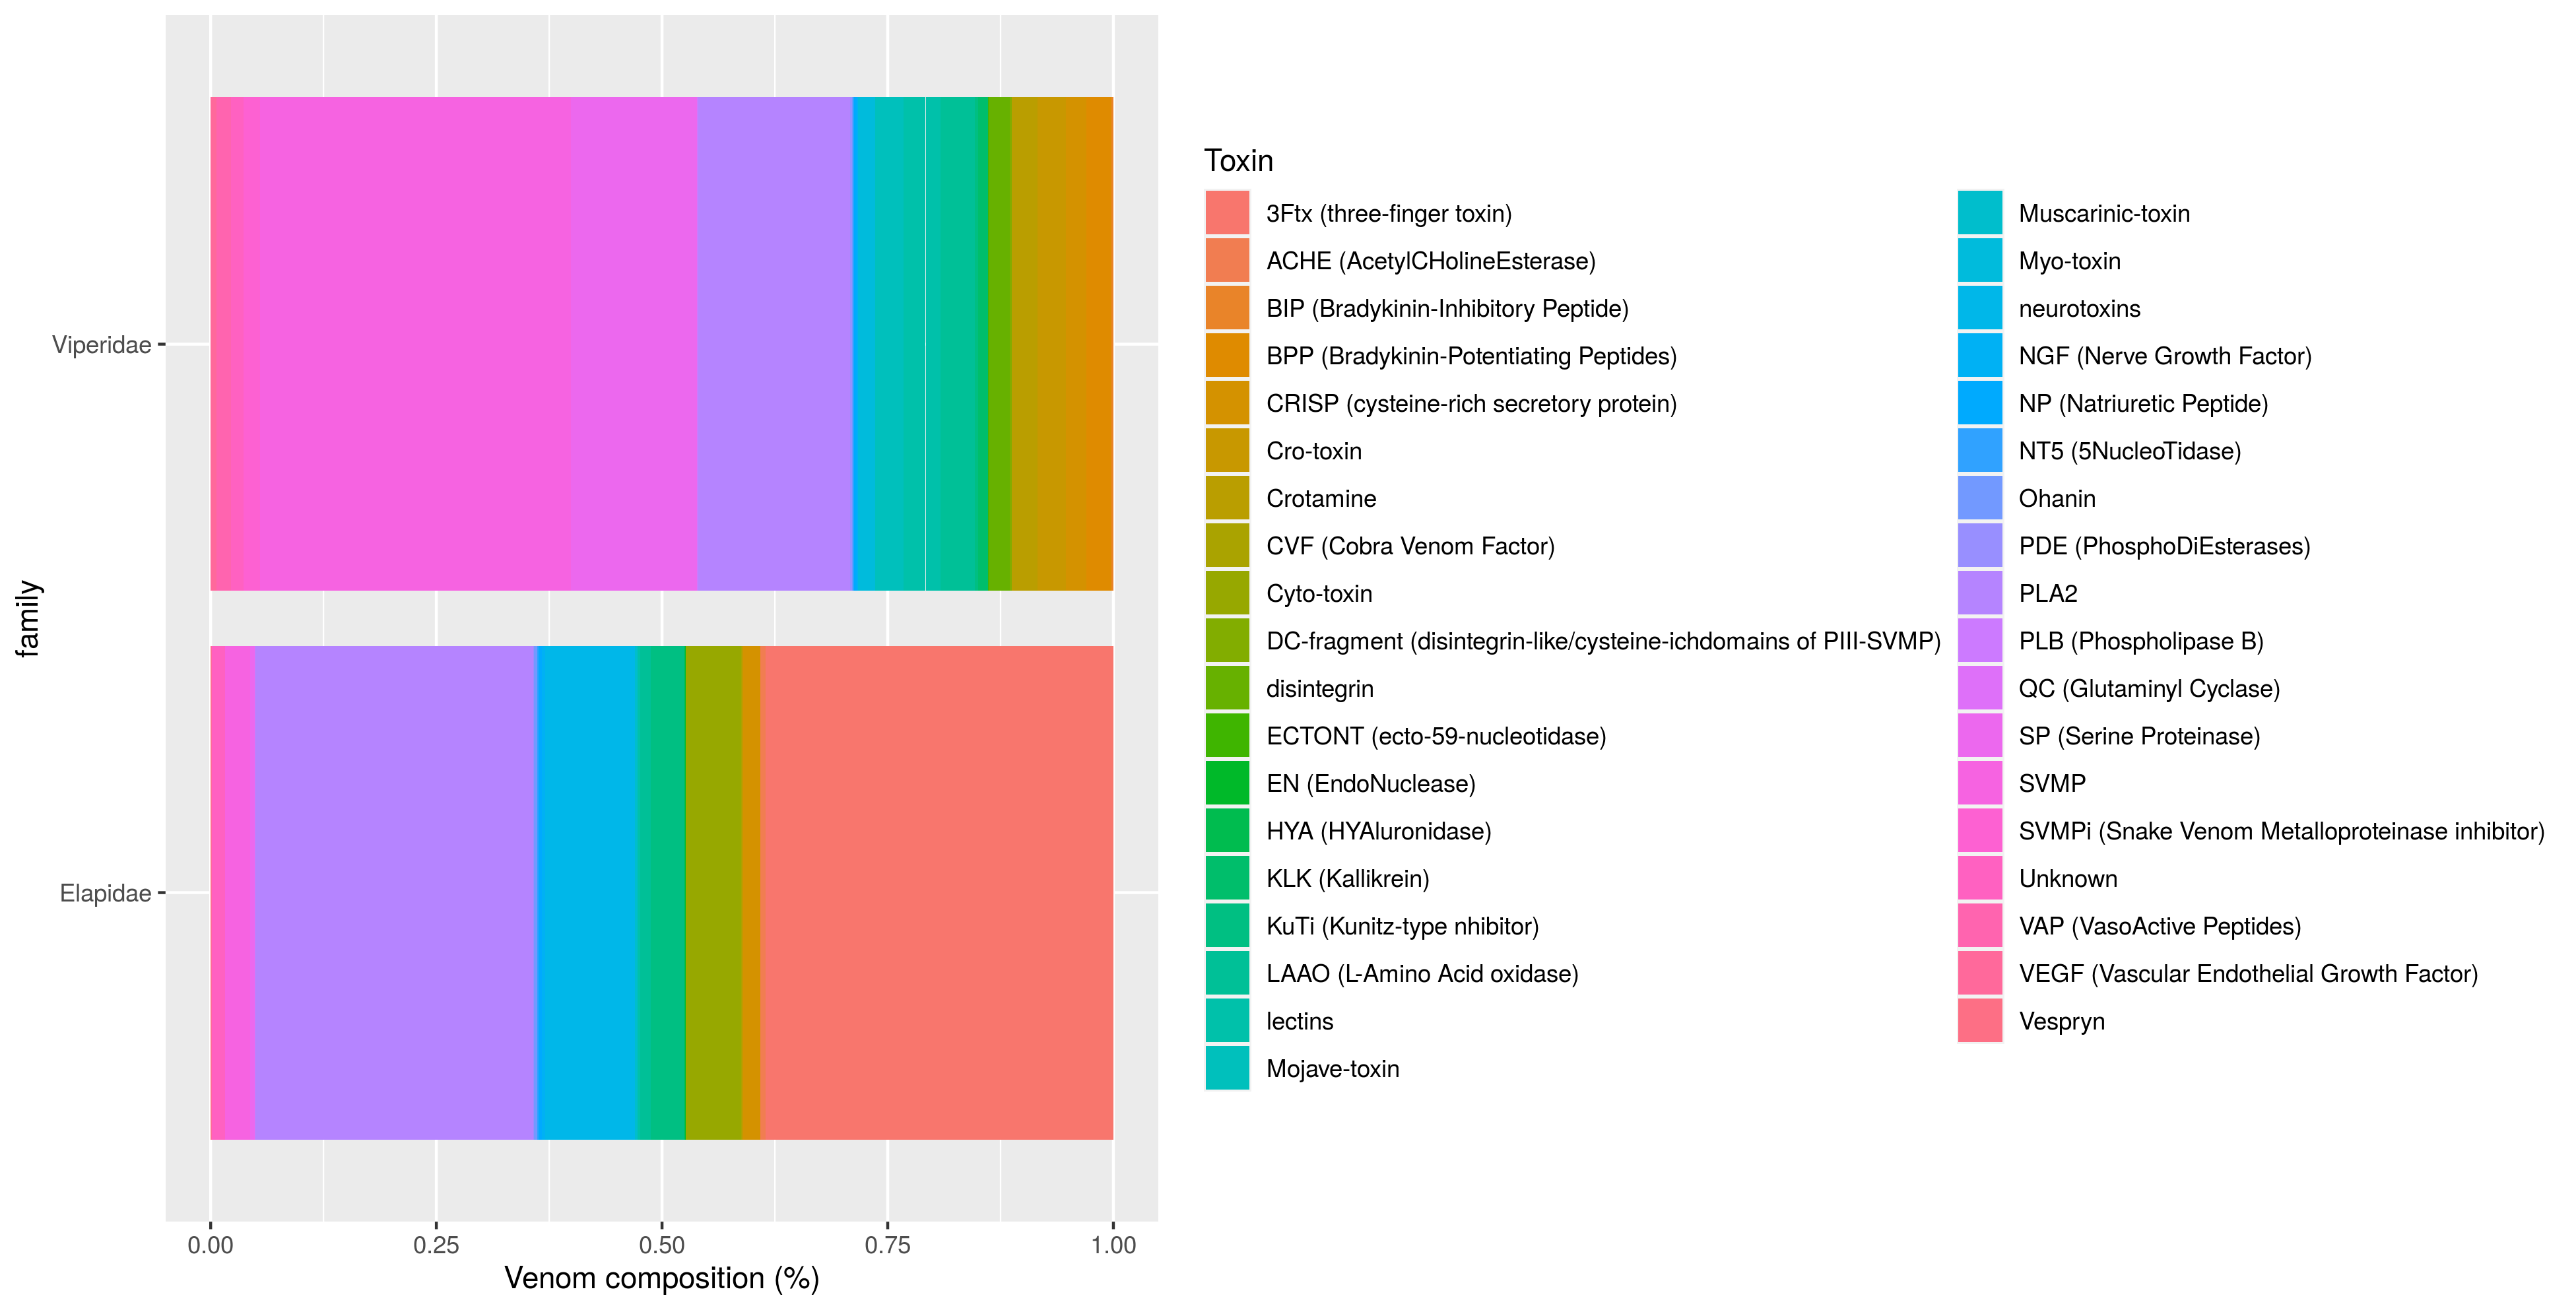 Viperidae
Elapidae
family
0.00 0.25 0.50 0.75 1.00
Venom composition (%)
Toxin
3Ftx (three-finger toxin)
ACHE (AcetylCHolineEsterase)
BIP (Bradykinin-Inhibitory Peptide)
BPP (Bradykinin-Potentiating Peptides)
CRISP (cysteine-rich secretory protein)
Cro-toxin
Crotamine
CVF (Cobra Venom Factor)
Cyto-toxin
DC-fragment (disintegrin-like/cysteine-ichdomains of PIII-SVMP)
disintegrin
ECTONT (ecto-59-nucleotidase)
EN (EndoNuclease)
HYA (HYAluronidase)
KLK (Kallikrein)
KuTi (Kunitz-type nhibitor)
LAAO (L-Amino Acid oxidase)
lectins
Mojave-toxin
Muscarinic-toxin
Myo-toxin
neurotoxins
NGF (Nerve Growth Factor)
NP (Natriuretic Peptide)
NT5 (5NucleoTidase)
Ohanin
PDE (PhosphoDiEsterases)
PLA2
PLB (Phospholipase B)
QC (Glutaminyl Cyclase)
SP (Serine Proteinase)
SVMP
SVMPi (Snake Venom Metalloproteinase inhibitor)
Unknown
VAP (VasoActive Peptides)
VEGF (Vascular Endothelial Growth Factor)
Vespryn